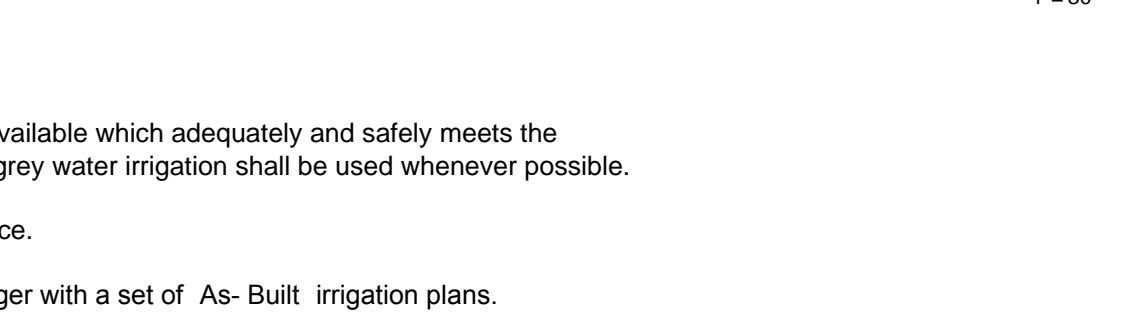 vailable which adequately and safely meets the
grey water irrigation shall be used whenever possible.
ce.
ger with a set of As- Built irrigation plans.